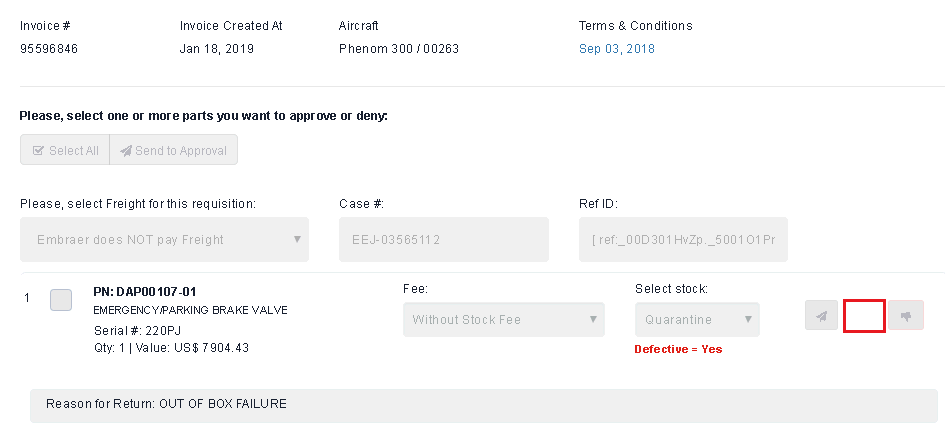 Invoice # Invoice Created At Aircraft Terms & Conditions
95596846 Jan 18, 2019 Phenom 300 / 00263 Sep 03, 2018
Please, select one or more parts you want to approve or deny:
Select All Send to Approval
Please, select Freight for this requisition: Case #: Ref ID:
Embraer does NOT pay Freight EEJ-03565112 [ ref:_00D301HvZp._5001O1Pr
1 PN: DAP00107-01 Fee: Select stock:
EMERGENCY/PARKING BRAKE VALVE
Without Stock Fee Quarantine
Serial #: 220PJ
Qty: 1 | Value: US$ 7904.43 Defective = Yes
Reason for Return: OUT OF BOX FAILURE